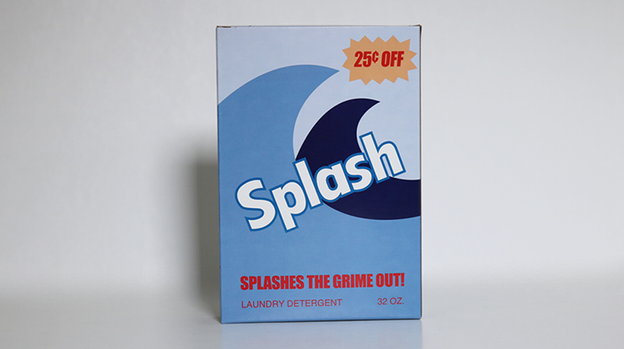 25¢ OFF
Splash
SPLASHES THE GRIME OUT!
LAUNDRY DETERGENT 32 OZ.